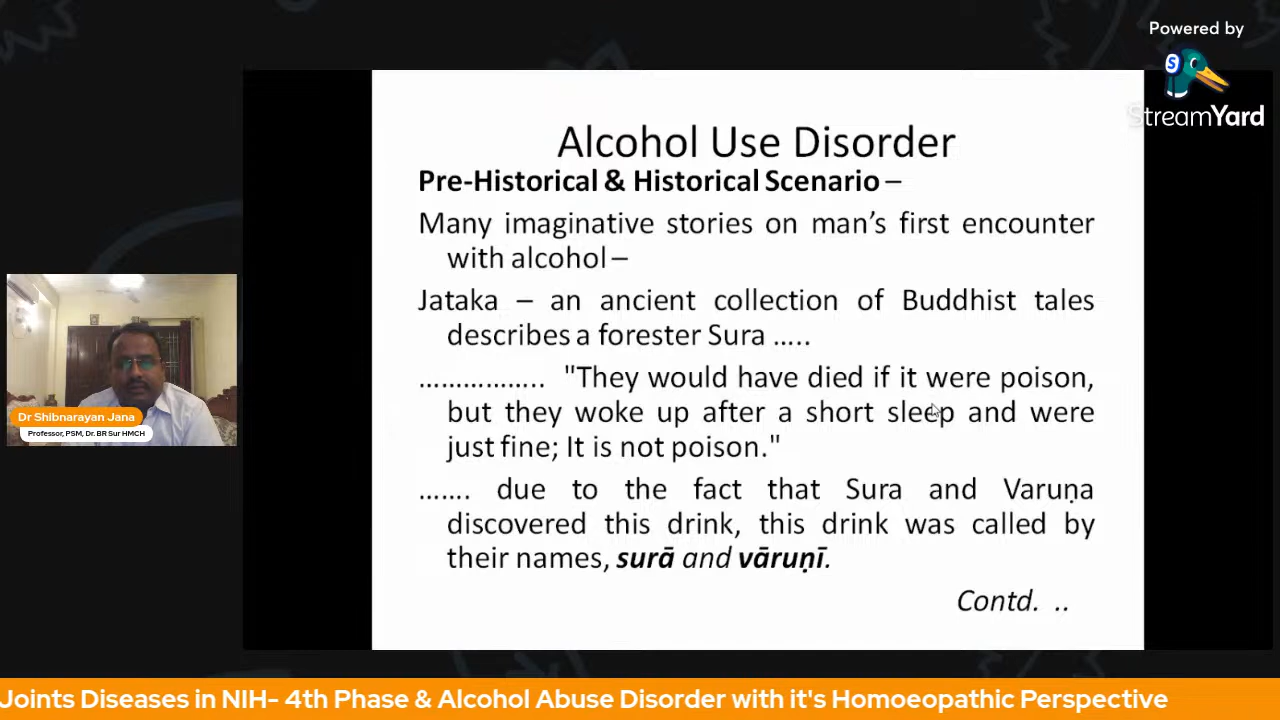 Powered by
StreamYard
Alcohol Use Disorder
Pre-Historical & Historical Scenario –
Many imaginative stories on man’s first encounter
with alcohol –
Jataka – an ancient collection of Buddhist tales
describes a forester Sura …..
…………….. "They would have died if it were poison,
but they woke up after a short sleep and were
just fine; It is not poison."
……. due to the fact that Sura and Varuṇa
discovered this drink, this drink was called by
their names, surā and vāruṇī.
Contd. ..
Dr Shibnarayan Jana
Professor, PSM, Dr. BR Sur HMCH
Joints Diseases in NIH- 4th Phase & Alcohol Abuse Disorder with it's Homoeopathic Perspective